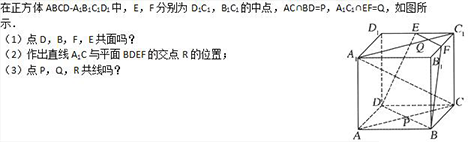 在正方体ABCD-A₁B₁C₁D₁中，E，F分别为D₁C₁，B₁C₁的中点，AC∩BD=P，A₁C₁∩EF=Q，如图所
示．
（1）点D，B，F，E共面吗？
（2）作出直线A₁C与平面BDEF的交点R的位置；
（3）点P，Q，R共线吗？
D₁ E C₁
Q F
A₁ B₁
D C
P
A B